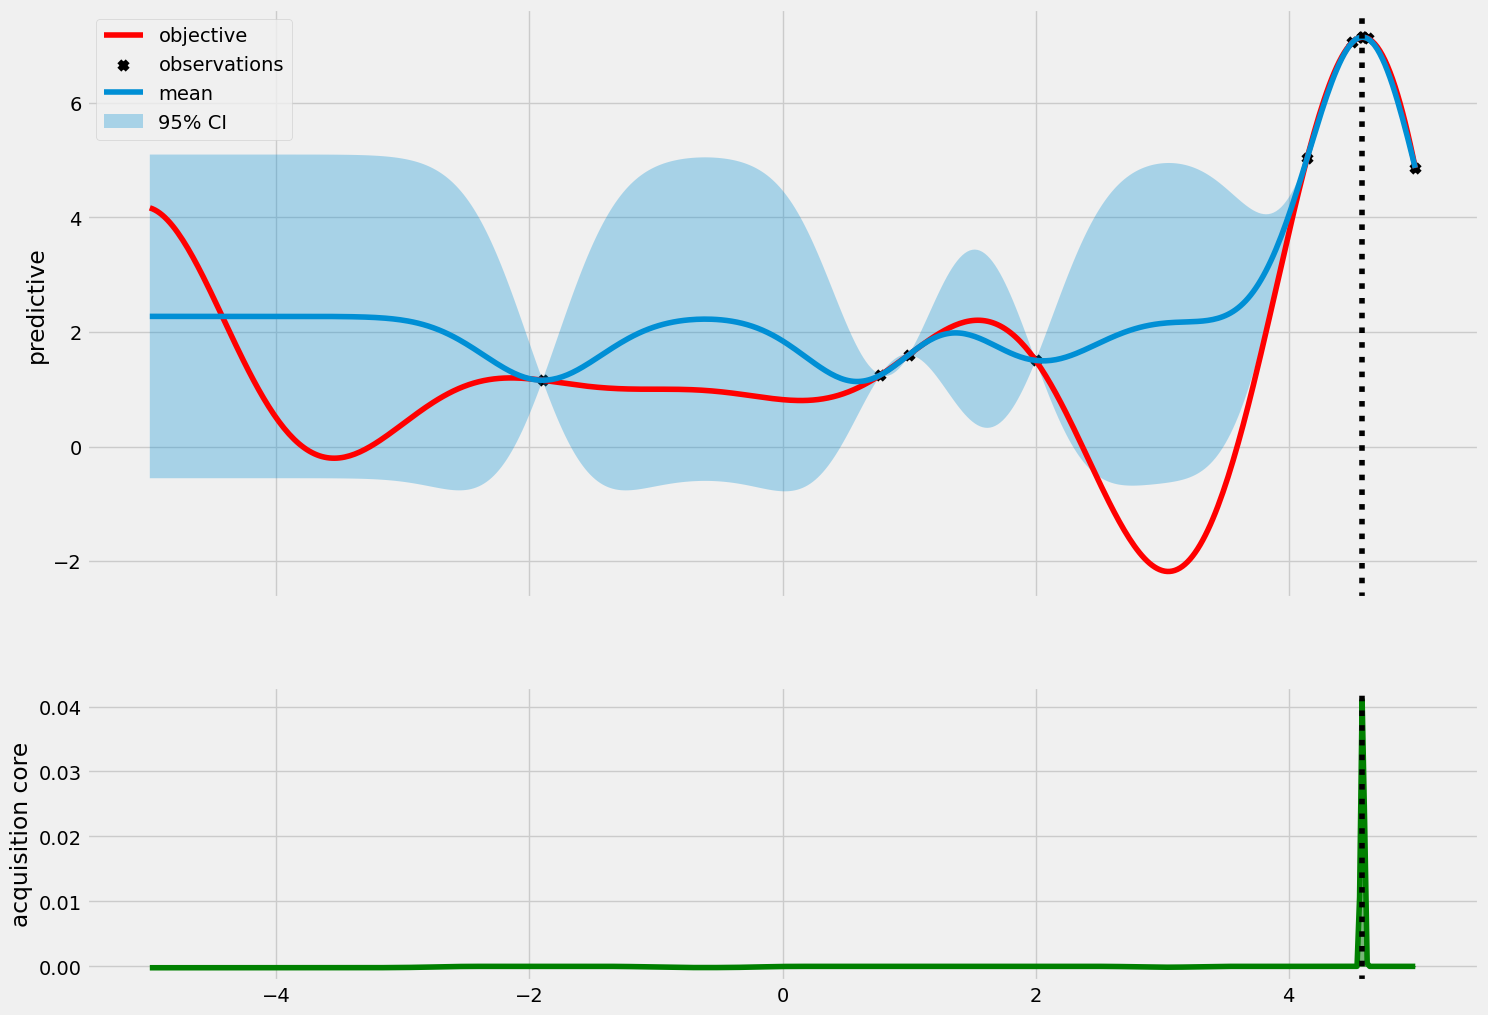 objective
observations
mean
95% CI
predictive
6
4
2
0
−2
acquisition core
0.04
0.03
0.02
0.01
0.00
−4
−2
0
2
4